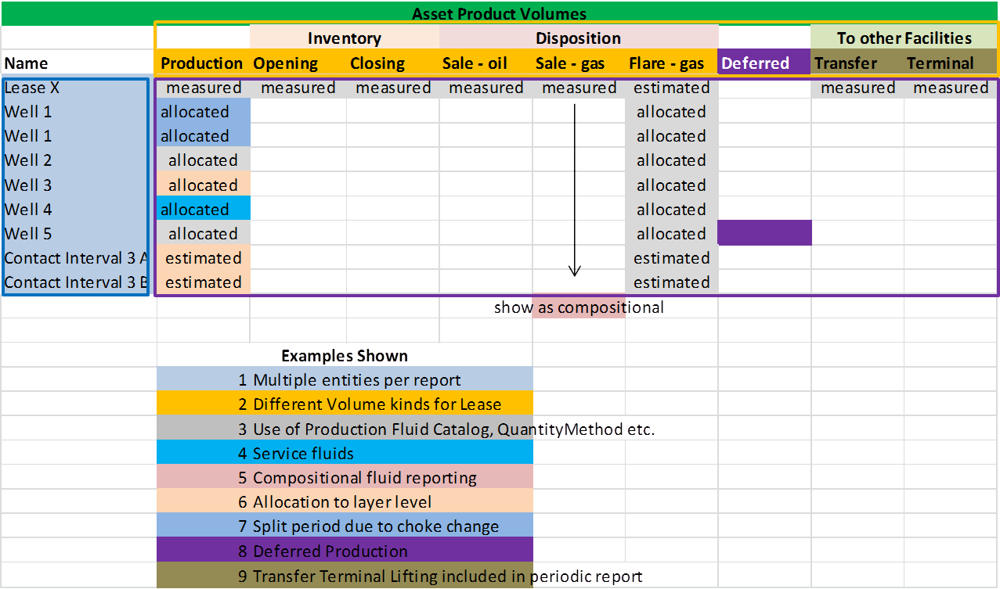 Asset Product Volumes
Inventory Disposition To other Facilities
Name Production Opening Closing Sale - oil Sale - gas Flare - gas Deferred Transfer Terminal
Lease X measured measured measured measured measured estimated measured measured
Well 1 allocated allocated
Well 1 allocated allocated
Well 2 allocated allocated
Well 3 allocated allocated
Well 4 allocated allocated
Well 5 allocated allocated
Contact Interval 3 A estimated estimated
Contact Interval 3 B estimated estimated
show as compositional
Examples Shown
1 Multiple entities per report
2 Different Volume kinds for Lease
3 Use of Production Fluid Catalog, QuantityMethod etc.
4 Service fluids
5 Compositional fluid reporting
6 Allocation to layer level
7 Split period due to choke change
8 Deferred Production
9 Transfer Terminal Lifting included in periodic report